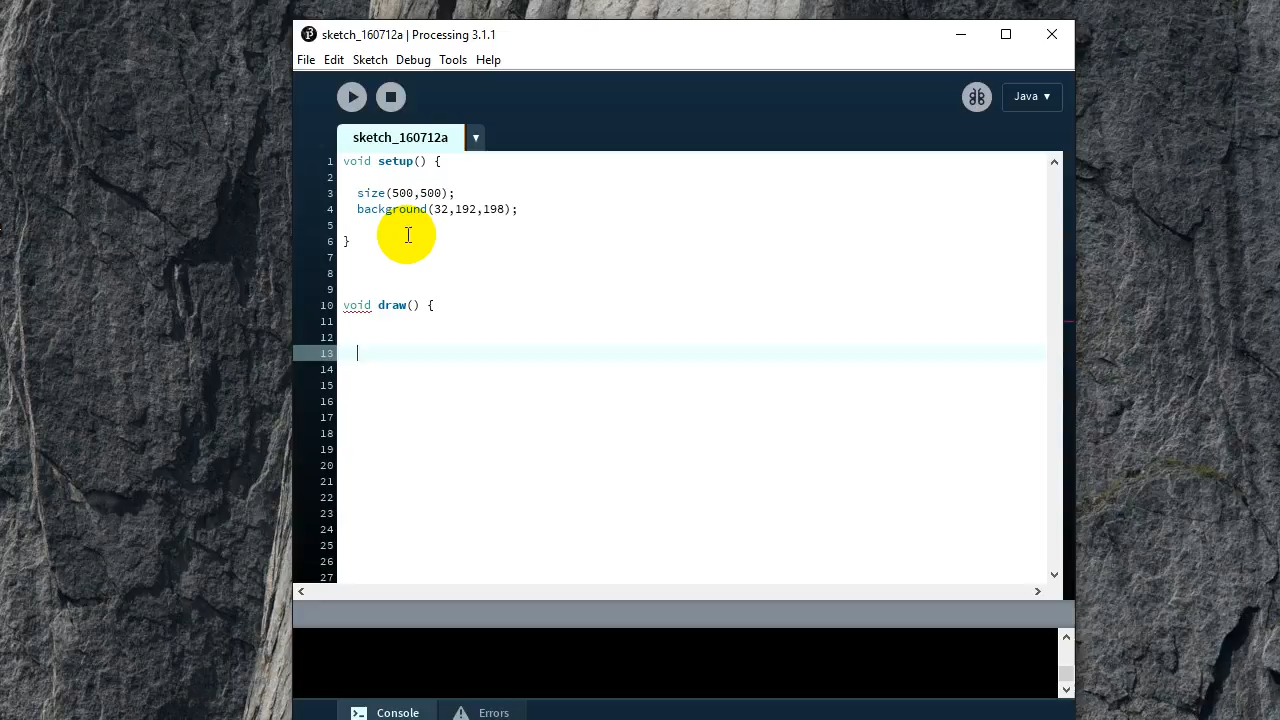 sketch_160712a | Processing 3.1.1
File Edit Sketch Debug Tools Help
Java ▾
sketch_160712a ▾
1 void setup() {
2
3 size(500,500);
4 background(32,192,198);
5
6 }
7
8
9
10 void draw() {
11
12
13
14
15
16
17
18
19
20
21
22
23
24
25
26
27
Console Errors